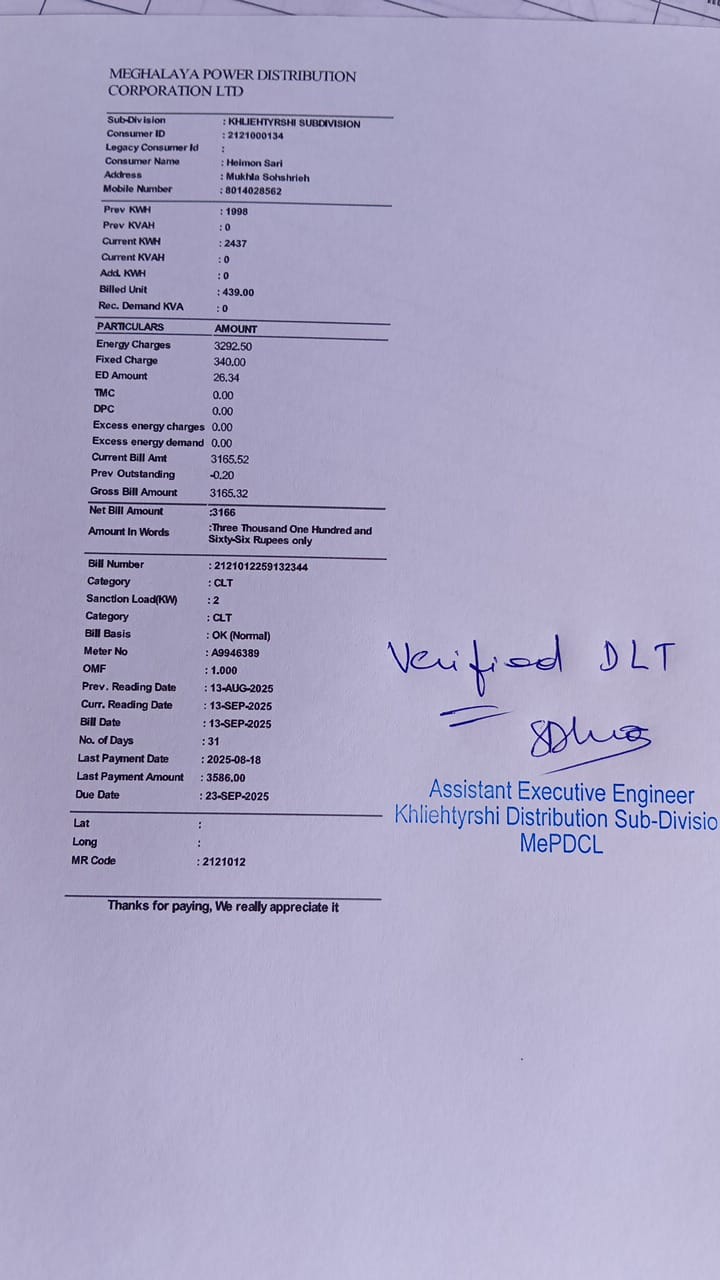 MEGHALAYA POWER DISTRIBUTION
CORPORATION LTD
Sub-Division : KHLIEHTYRSHI SUBDIVISION
Consumer ID : 2121000134
Legacy Consumer Id :
Consumer Name : Heimon Sari
Address : Mukhla Sohshrieh
Mobile Number : 8014028562
Prev KWH : 1998
Prev KVAH : 0
Current KWH : 2437
Current KVAH : 0
Add. KWH : 0
Billed Unit : 439.00
Rec. Demand KVA : 0
PARTICULARS AMOUNT
Energy Charges 3292.50
Fixed Charge 340.00
ED Amount 26.34
TMC 0.00
DPC 0.00
Excess energy charges 0.00
Excess energy demand 0.00
Current Bill Amt 3165.52
Prev Outstanding -0.20
Gross Bill Amount 3165.32
Net Bill Amount :3166
Amount In Words :Three Thousand One Hundred and
Sixty-Six Rupees only
Bill Number : 2121012259132344
Category : CLT
Sanction Load(KW) : 2
Category : CLT
Bill Basis : OK (Normal)
Meter No : A9946389
OMF : 1.000
Prev. Reading Date : 13-AUG-2025
Curr. Reading Date : 13-SEP-2025
Bill Date : 13-SEP-2025
No. of Days : 31
Last Payment Date : 2025-08-18
Last Payment Amount : 3586.00
Due Date : 23-SEP-2025
Lat :
Long :
MR Code : 2121012
Thanks for paying, We really appreciate it
Verified DLT
Assistant Executive Engineer
Khliehtyrshi Distribution Sub-Divisio
MePDCL